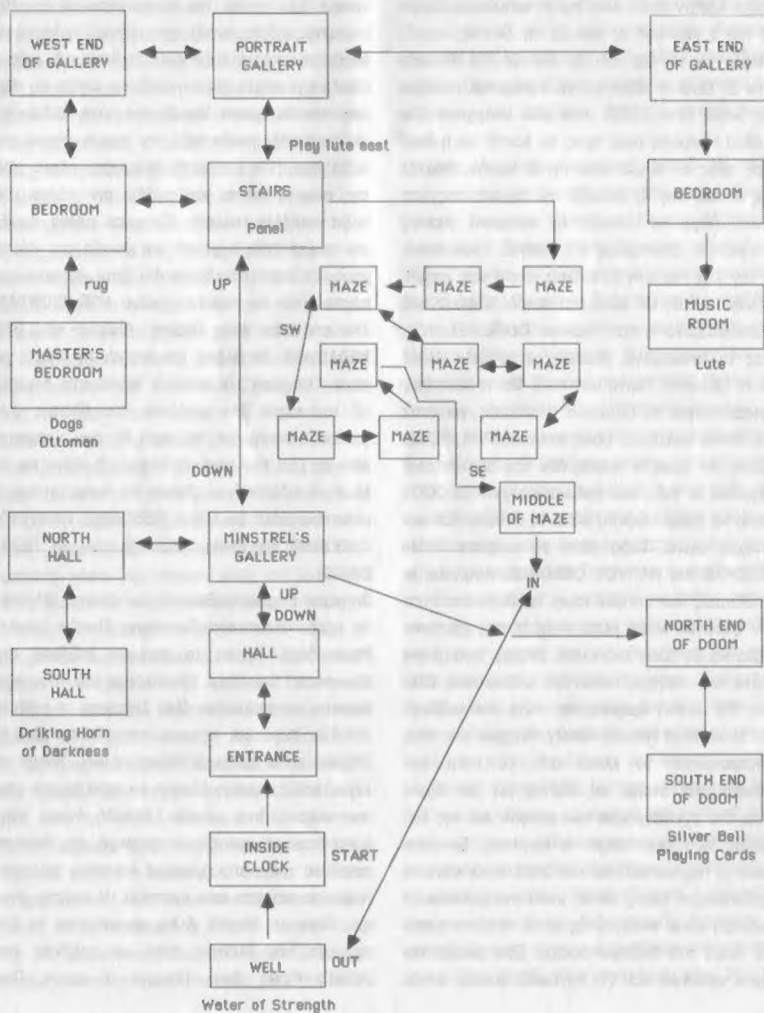 WEST END
OF GALLERY
PORTRAIT
GALLERY
EAST END
OF GALLERY
Play lute east
BEDROOM
STAIRS
Panel
BEDROOM
rug
UP
MAZE
MAZE
MAZE
MASTER'S
BEDROOM
SW
MAZE
MAZE
MAZE
MUSIC
ROOM
Lute
Dogs
Ottoman
MAZE
MAZE
MAZE
DOWN
SE
MIDDLE
OF MAZE
NORTH
HALL
MINSTREL'S
GALLERY
IN
UP
DOWN
HALL
NORTH END
OF DOOM
SOUTH
HALL
Driking Horn
of Darkness
ENTRANCE
SOUTH END
OF DOOM
Silver Bell
Playing Cards
INSIDE
CLOCK
START
WELL
OUT
Water of Strength